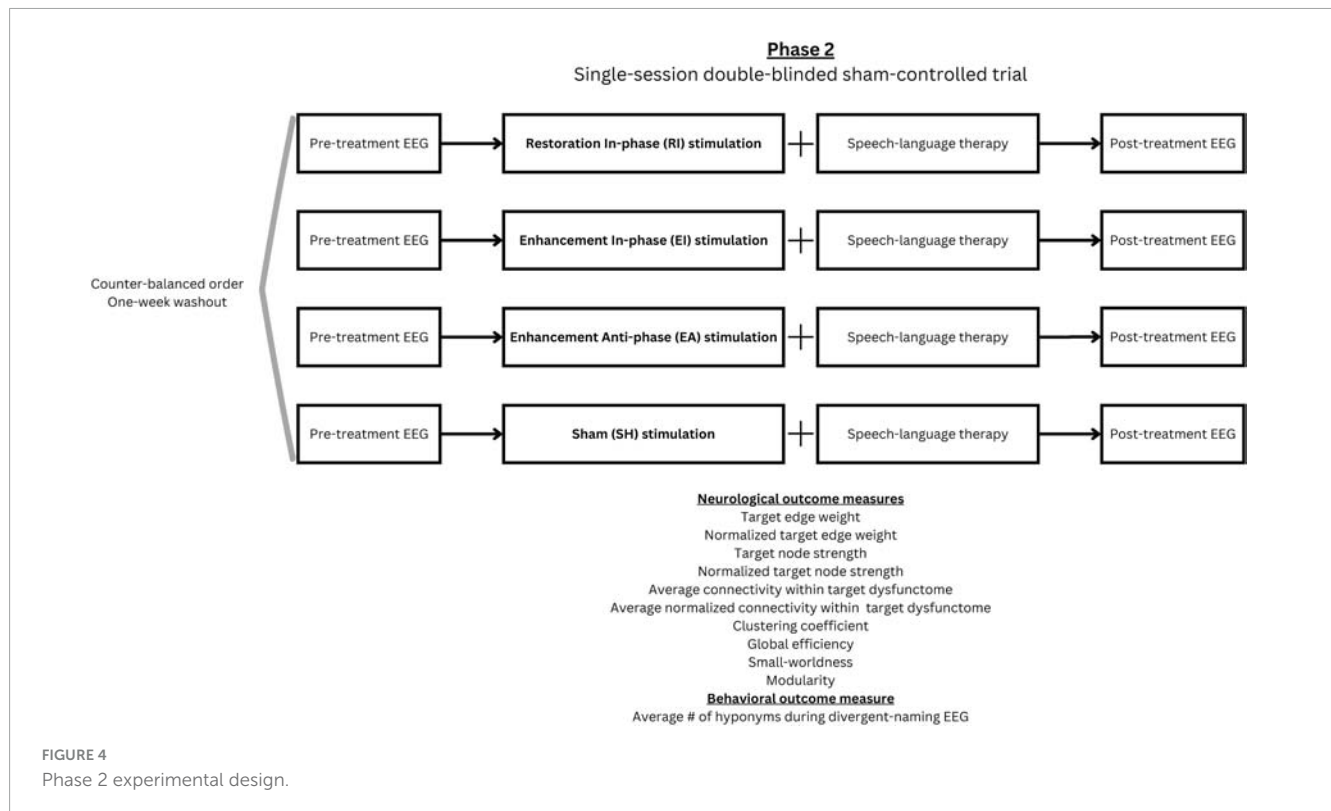 Phase 2
Single-session double-blinded sham-controlled trial
Pre-treatment EEG
Restoration In-phase (RI) stimulation
+
Speech-language therapy
Post-treatment EEG
Pre-treatment EEG
Enhancement In-phase (EI) stimulation
+
Speech-language therapy
Post-treatment EEG
Counter-balanced order
One-week washout
Pre-treatment EEG
Enhancement Anti-phase (EA) stimulation
+
Speech-language therapy
Post-treatment EEG
Pre-treatment EEG
Sham (SH) stimulation
+
Speech-language therapy
Post-treatment EEG
Neurological outcome measures
Target edge weight
Normalized target edge weight
Target node strength
Normalized target node strength
Average connectivity within target dysfunctome
Average normalized connectivity within target dysfunctome
Clustering coefficient
Global efficiency
Small-worldness
Modularity
Behavioral outcome measure
Average # of hyponyms during divergent-naming EEG
FIGURE 4
Phase 2 experimental design.